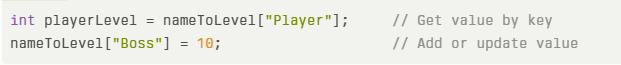 int playerLevel = nameToLevel["Player"];     // Get value by key
nameToLevel["Boss"] = 10;                    // Add or update value